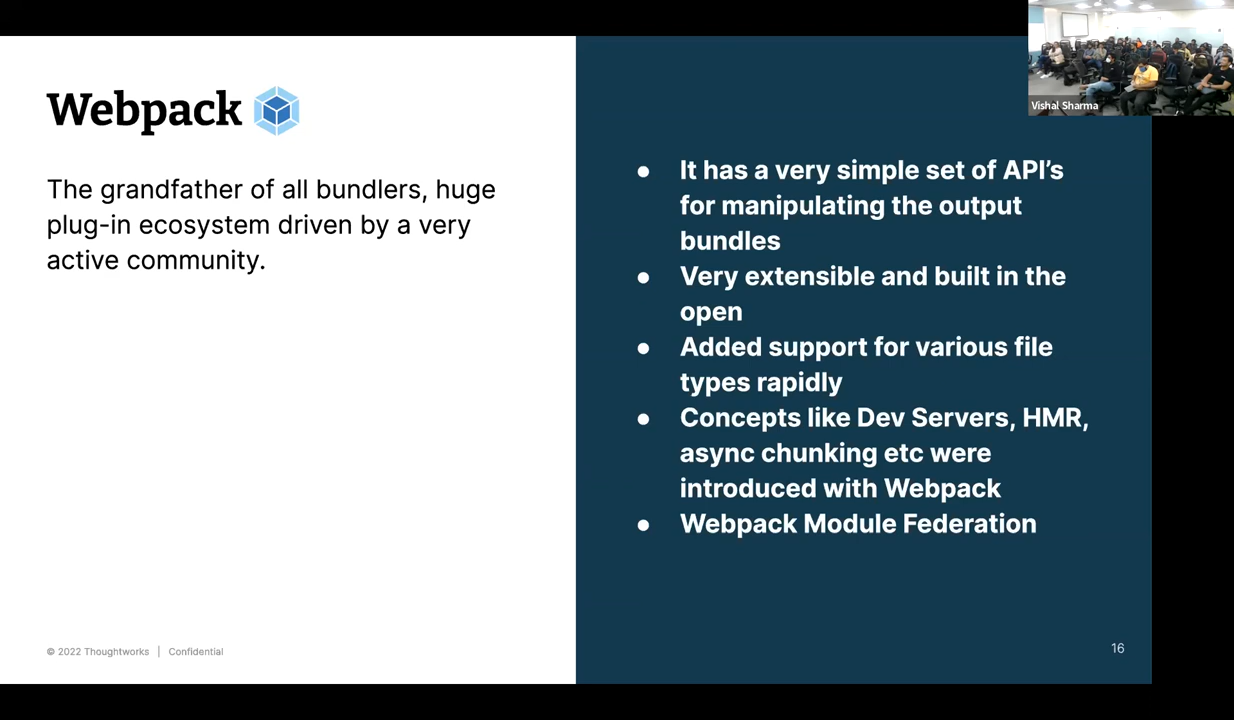 Webpack
The grandfather of all bundlers, huge
plug-in ecosystem driven by a very
active community.
● It has a very simple set of API’s
for manipulating the output
bundles
● Very extensible and built in the
open
● Added support for various file
types rapidly
● Concepts like Dev Servers, HMR,
async chunking etc were
introduced with Webpack
● Webpack Module Federation
© 2022 Thoughtworks | Confidential
16
Vishal Sharma